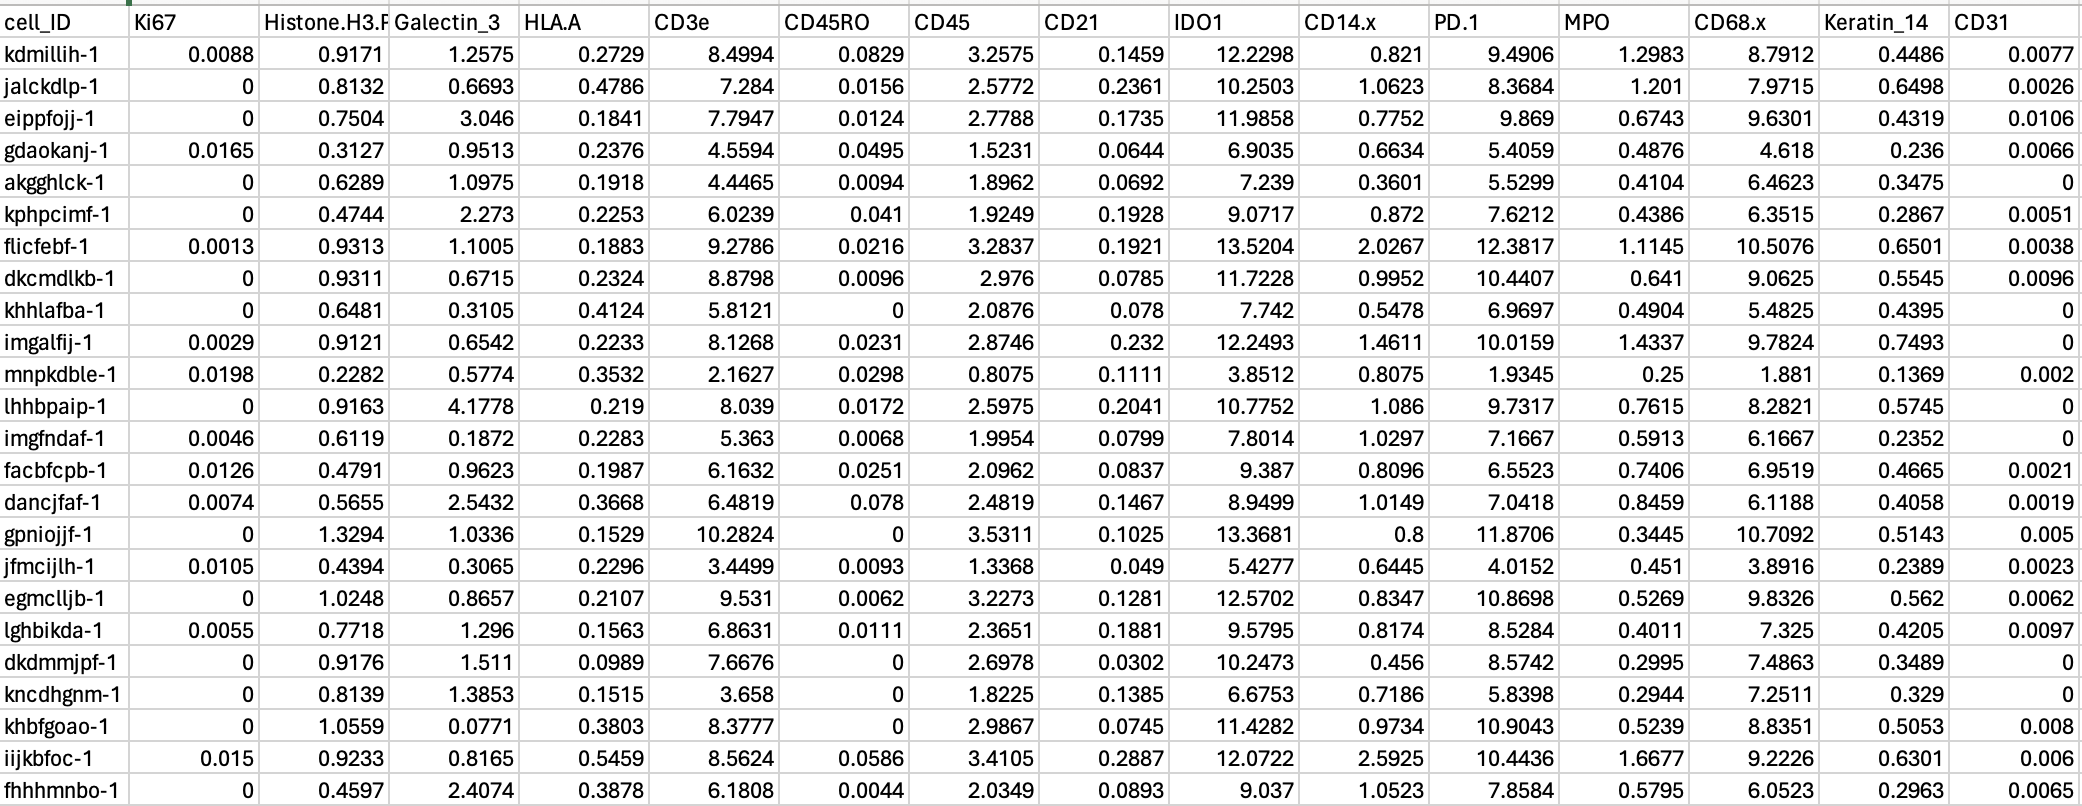 cell_ID Ki67 Histone.H3.F Galectin_3 HLA.A CD3e CD45RO CD45 CD21 IDO1 CD14.x PD.1 MPO CD68.x Keratin_14 CD31
kdmillih-1 0.0088 0.9171 1.2575 0.2729 8.4994 0.0829 3.2575 0.1459 12.2298 0.821 9.4906 1.2983 8.7912 0.4486 0.0077
jalckdlp-1 0 0.8132 0.6693 0.4786 7.284 0.0156 2.5772 0.2361 10.2503 1.0623 8.3684 1.201 7.9715 0.6498 0.0026
eippfojj-1 0 0.7504 3.046 0.1841 7.7947 0.0124 2.7788 0.1735 11.9858 0.7752 9.869 0.6743 9.6301 0.4319 0.0106
gdaokanj-1 0.0165 0.3127 0.9513 0.2376 4.5594 0.0495 1.5231 0.0644 6.9035 0.6634 5.4059 0.4876 4.618 0.236 0.0066
akgghlck-1 0 0.6289 1.0975 0.1918 4.4465 0.0094 1.8962 0.0692 7.239 0.3601 5.5299 0.4104 6.4623 0.3475 0
kphpcimf-1 0 0.4744 2.273 0.2253 6.0239 0.041 1.9249 0.1928 9.0717 0.872 7.6212 0.4386 6.3515 0.2867 0.0051
flicfebf-1 0.0013 0.9313 1.1005 0.1883 9.2786 0.0216 3.2837 0.1921 13.5204 2.0267 12.3817 1.1145 10.5076 0.6501 0.0038
dkcmdlkb-1 0 0.9311 0.6715 0.2324 8.8798 0.0096 2.976 0.0785 11.7228 0.9952 10.4407 0.641 9.0625 0.5545 0.0096
khhlafba-1 0 0.6481 0.3105 0.4124 5.8121 0 2.0876 0.078 7.742 0.5478 6.9697 0.4904 5.4825 0.4395 0
imgalfij-1 0.0029 0.9121 0.6542 0.2233 8.1268 0.0231 2.8746 0.232 12.2493 1.4611 10.0159 1.4337 9.7824 0.7493 0
mnpkdble-1 0.0198 0.2282 0.5774 0.3532 2.1627 0.0298 0.8075 0.1111 3.8512 0.8075 1.9345 0.25 1.881 0.1369 0.002
lhhbpaip-1 0 0.9163 4.1778 0.219 8.039 0.0172 2.5975 0.2041 10.7752 1.086 9.7317 0.7615 8.2821 0.5745 0
imgfndaf-1 0.0046 0.6119 0.1872 0.2283 5.363 0.0068 1.9954 0.0799 7.8014 1.0297 7.1667 0.5913 6.1667 0.2352 0
facbfcpb-1 0.0126 0.4791 0.9623 0.1987 6.1632 0.0251 2.0962 0.0837 9.387 0.8096 6.5523 0.7406 6.9519 0.4665 0.0021
dancjfaf-1 0.0074 0.5655 2.5432 0.3668 6.4819 0.078 2.4819 0.1467 8.9499 1.0149 7.0418 0.8459 6.1188 0.4058 0.0019
gpniojjf-1 0 1.3294 1.0336 0.1529 10.2824 0 3.5311 0.1025 13.3681 0.8 11.8706 0.3445 10.7092 0.5143 0.005
jfmcijlh-1 0.0105 0.4394 0.3065 0.2296 3.4499 0.0093 1.3368 0.049 5.4277 0.6445 4.0152 0.451 3.8916 0.2389 0.0023
egmclljb-1 0 1.0248 0.8657 0.2107 9.531 0.0062 3.2273 0.1281 12.5702 0.8347 10.8698 0.5269 9.8326 0.562 0.0062
lghbikda-1 0.0055 0.7718 1.296 0.1563 6.8631 0.0111 2.3651 0.1881 9.5795 0.8174 8.5284 0.4011 7.325 0.4205 0.0097
dkdmmjpf-1 0 0.9176 1.511 0.0989 7.6676 0 2.6978 0.0302 10.2473 0.456 8.5742 0.2995 7.4863 0.3489 0
kncdhgnm-1 0 0.8139 1.3853 0.1515 3.658 0 1.8225 0.1385 6.6753 0.7186 5.8398 0.2944 7.2511 0.329 0
khbfgoao-1 0 1.0559 0.0771 0.3803 8.3777 0 2.9867 0.0745 11.4282 0.9734 10.9043 0.5239 8.8351 0.5053 0.008
iijkbfoc-1 0.015 0.9233 0.8165 0.5459 8.5624 0.0586 3.4105 0.2887 12.0722 2.5925 10.4436 1.6677 9.2226 0.6301 0.006
fhhhmnbo-1 0 0.4597 2.4074 0.3878 6.1808 0.0044 2.0349 0.0893 9.037 1.0523 7.8584 0.5795 6.0523 0.2963 0.0065